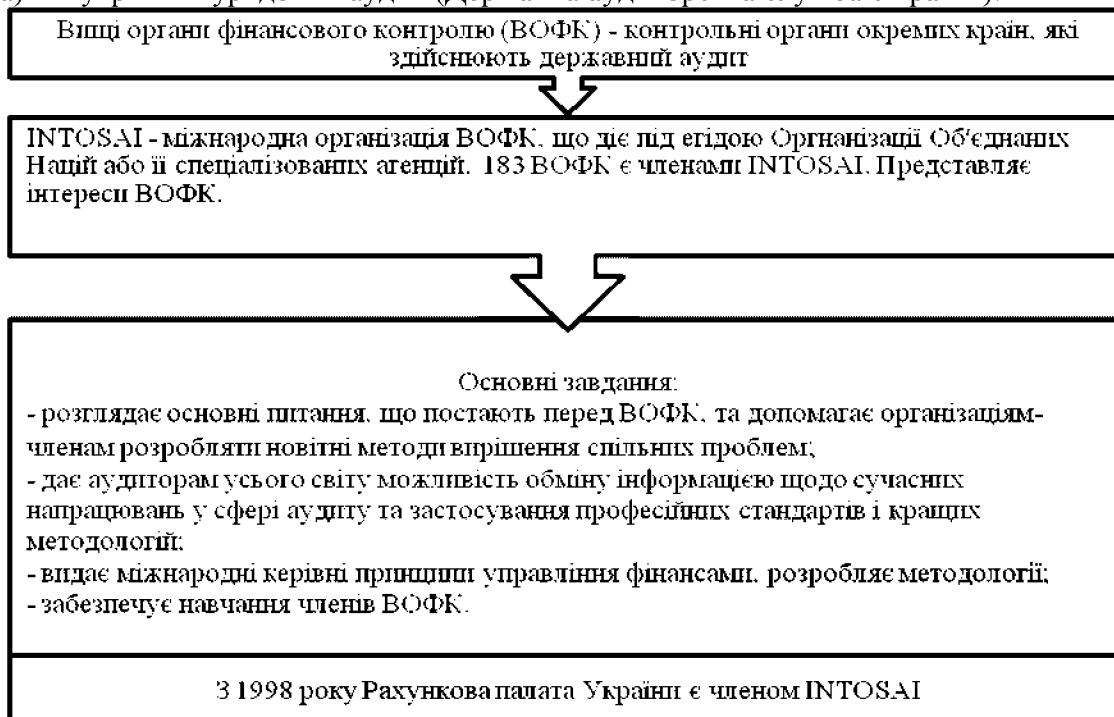 Вищі органи фінансового контролю (ВОФК) - контрольні органи окремих країн, які
здійснюють державний аудит
INTOSAI - міжнародна організація ВОФК, що діє під егідою Оргнанізації Об'єднаних
Націй або її спеціалізованих агенцій. 183 ВОФК є членами INTOSAI. Представляє
інтереси ВОФК.
Основні завдання:
- розглядає основні питання, що постають перед ВОФК, та допомагає організаціям-
членам розробляти новітні методи вирішення спільних проблем;
- дає аудиторам усього світу можливість обміну інформацією щодо сучасних
напрацювань у сфері аудиту та застосування професійних стандартів і кращих
методологій;
- видає міжнародні керівні принципи управління фінансами, розробляє методології;
- забезпечує навчання членів ВОФК.
З 1998 року Рахункова палата України є членом INTOSAI